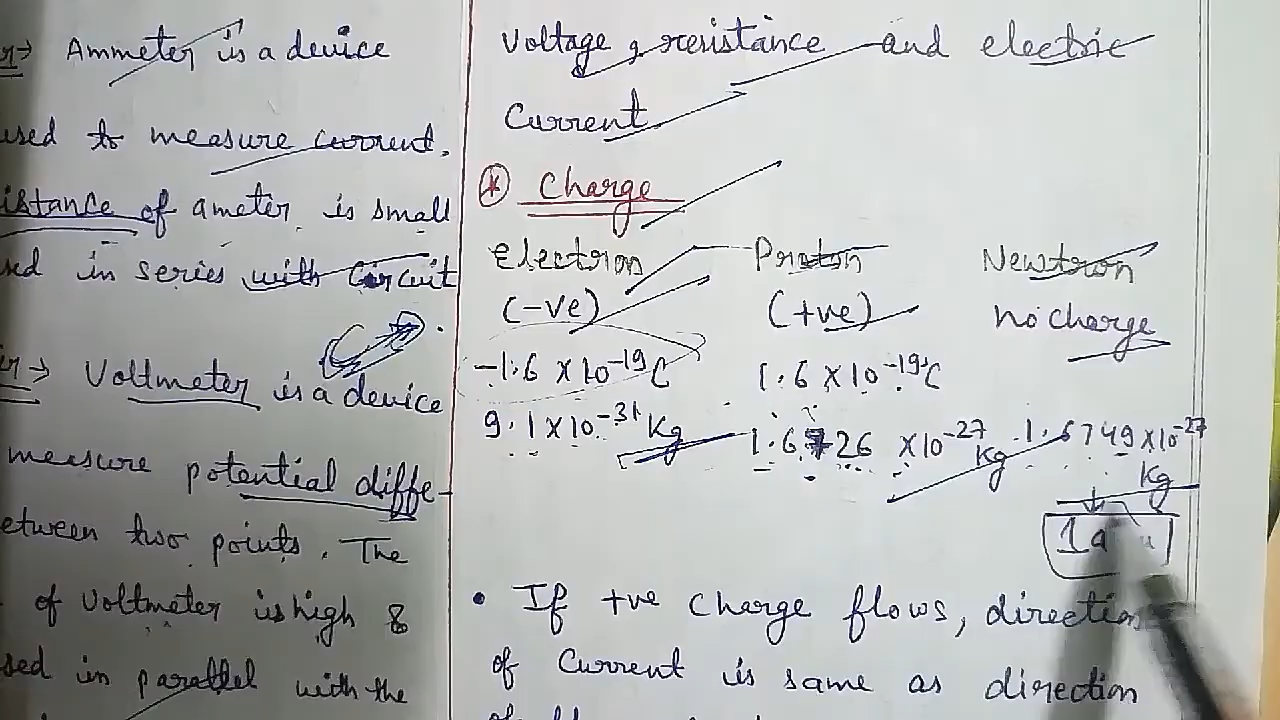 Ammeter is a device
used to measure current.
istance of ameter is small
sed in series with circuit
.
Voltmeter is a device
measure potential diffe-
etween two points. The
of voltmeter is high &
sed in parallel with the
Voltage, resistance and electric
Current
* Charge
Electron Proton Newtron
(-ve) (+ve) no charge
-1.6 x 10-19 C 1.6 x 10-19 C
9.1 x 10-31 Kg 1.6726 x 10-27 Kg 1.6749 x 10-27 Kg
• If +ve charge flows, direction
of Current is same as direction